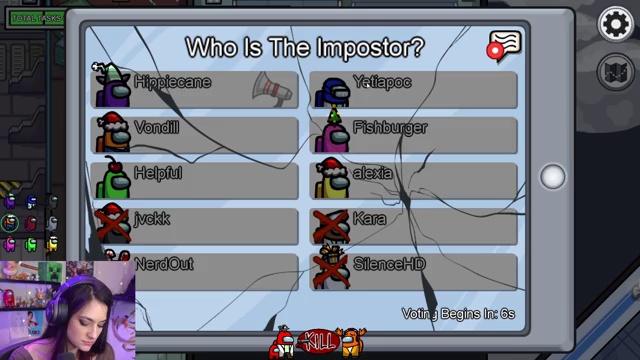 TOTAL TASKS
Who Is The Impostor?
Hippiecane
Yatiapoc
Vondill
Fishburger
Helpful
alexia
jvckk
Kara
NerdOut
SilenceHD
Voting Begins In: 6s
KILL